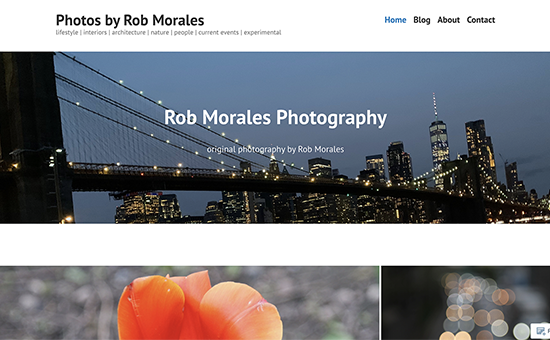 Photos by Rob Morales
lifestyle | interiors | architecture | nature | people | current events | experimental
Home Blog About Contact
Rob Morales Photography
original photography by Rob Morales